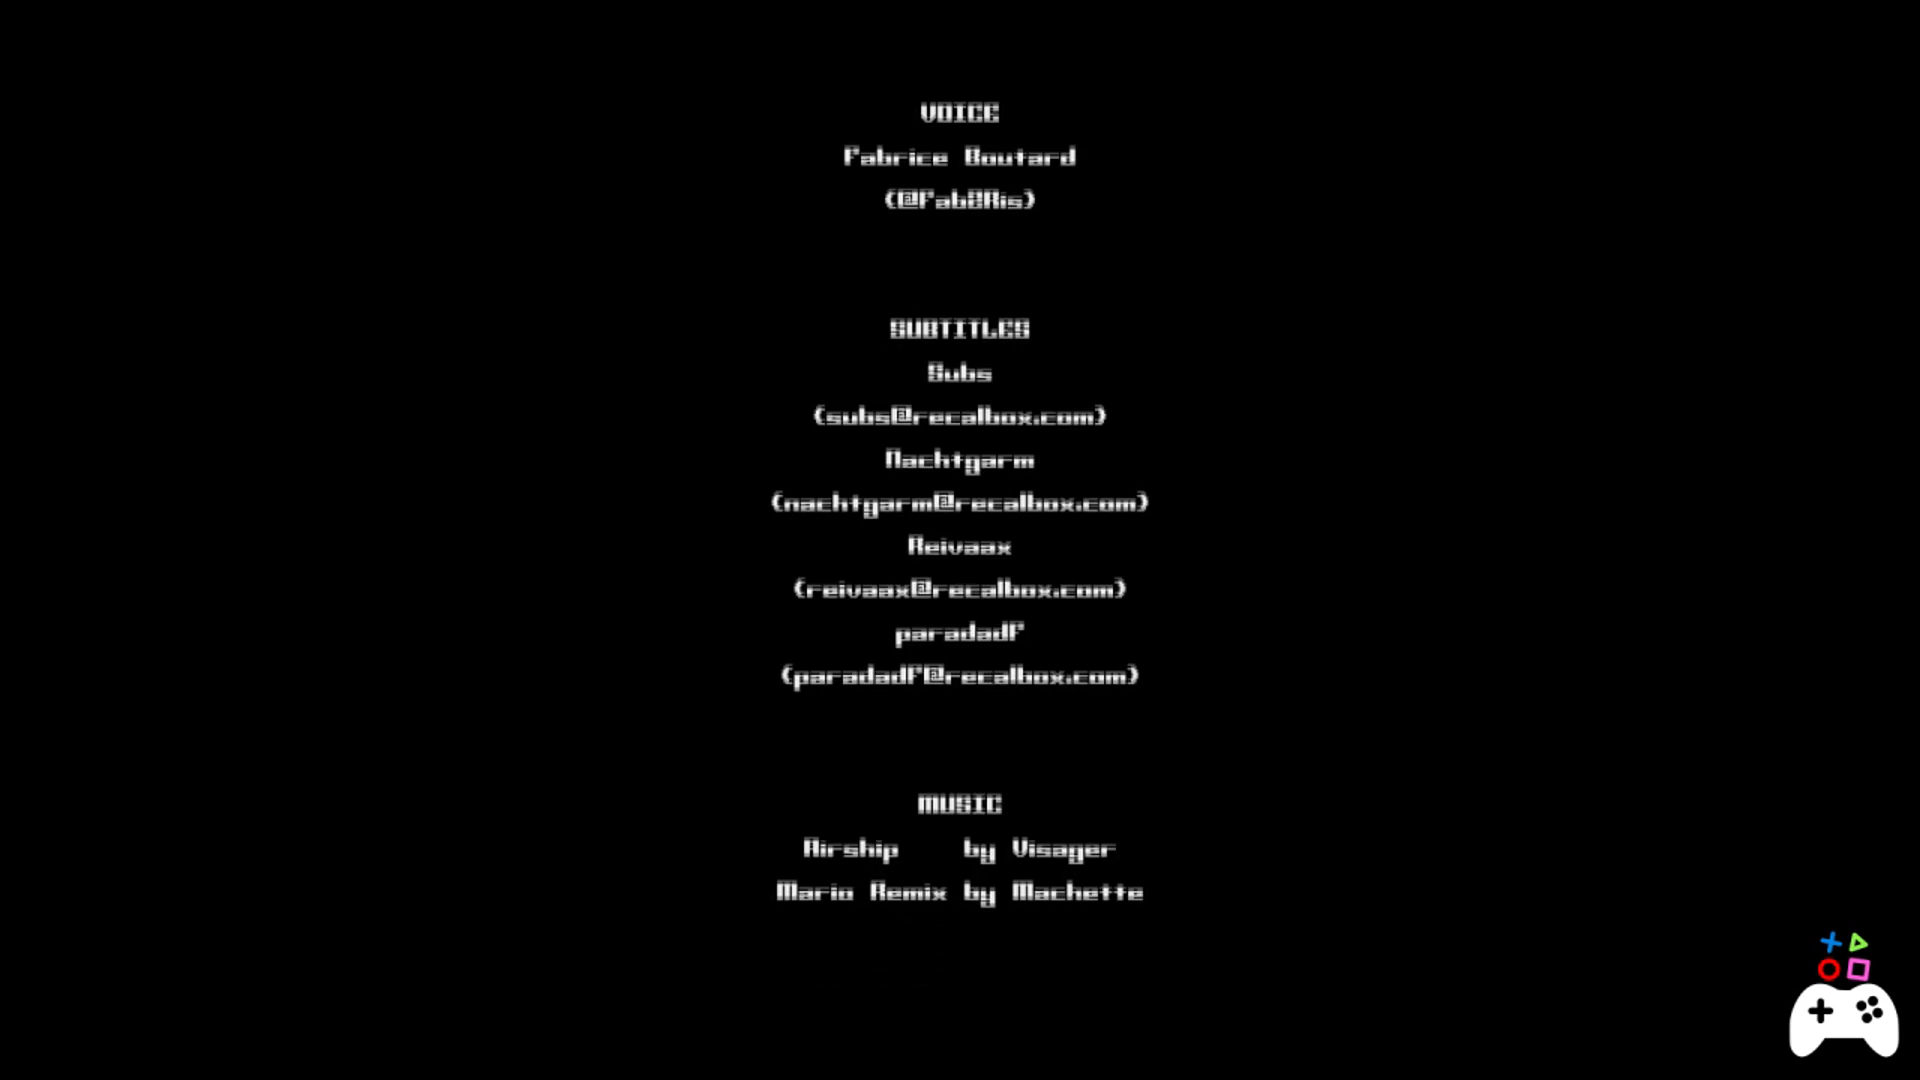 VOICE
Fabrice Boutard
(@Fab2Ris)
SUBTITLES
Subs
(subs@recalbox.com)
Nachtgarm
(nachtgarm@recalbox.com)
Reivaax
(reivaax@recalbox.com)
paradadf
(paradadf@recalbox.com)
MUSIC
Airship by Visager
Mario Remix by Machette